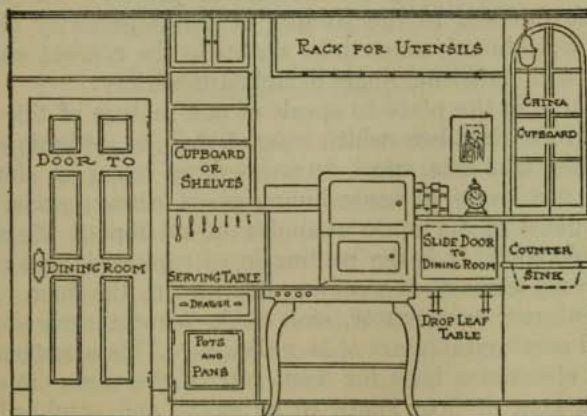 RACK FOR UTENSILS
CHINA
CUPBOARD
DOOR TO
DINING ROOM
CUPBOARD
OR
SHELVES
SERVING TABLE
DRAWER
POTS
AND
PANS
SLIDE DOOR
TO
DINING ROOM
COUNTER
SINK
DROP LEAF
TABLE